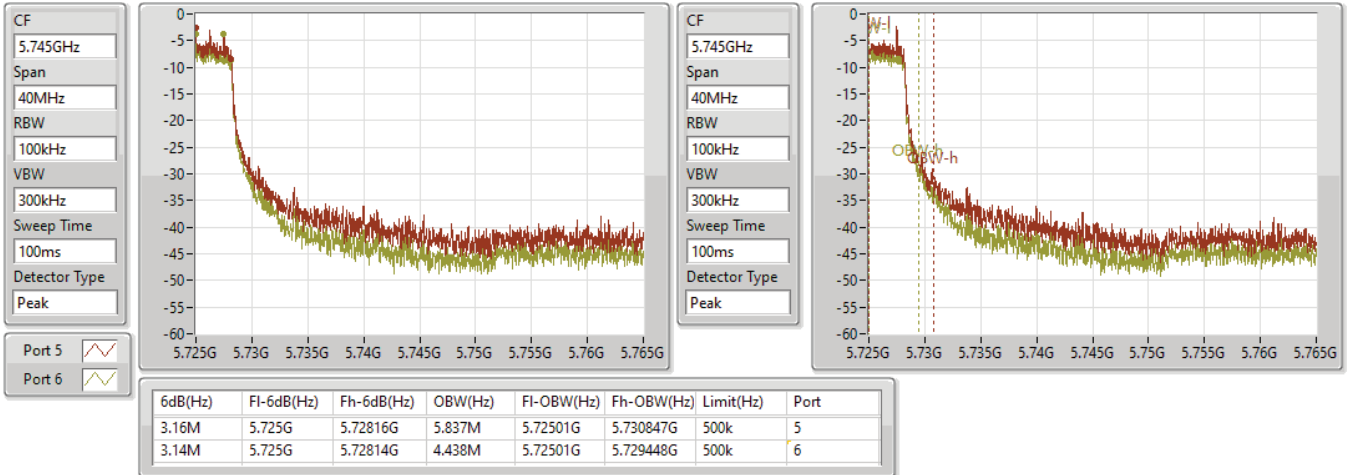 CF
5.745GHz
Span
40MHz
RBW
100kHz
VBW
300kHz
Sweep Time
100ms
Detector Type
Peak
Port 5
Port 6
0-
-5-
-10-
-15-
-20-
-25-
-30-
-35-
-40-
-45-
-50-
-55-
-60-
5.725G 5.73G 5.735G 5.74G 5.745G 5.75G 5.755G 5.76G 5.765G
CF
5.745GHz
Span
40MHz
RBW
100kHz
VBW
300kHz
Sweep Time
100ms
Detector Type
Peak
0-
-5-
-10-
-15-
-20-
-25-
-30-
-35-
-40-
-45-
-50-
-55-
-60-
W-l
OBW-h
OBW-h
5.725G 5.73G 5.735G 5.74G 5.745G 5.75G 5.755G 5.76G 5.765G
6dB(Hz) Fl-6dB(Hz) Fh-6dB(Hz) OBW(Hz) Fl-OBW(Hz) Fh-OBW(Hz) Limit(Hz) Port
3.16M 5.725G 5.72816G 5.837M 5.72501G 5.730847G 500k 5
3.14M 5.725G 5.72814G 4.438M 5.72501G 5.729448G 500k 6